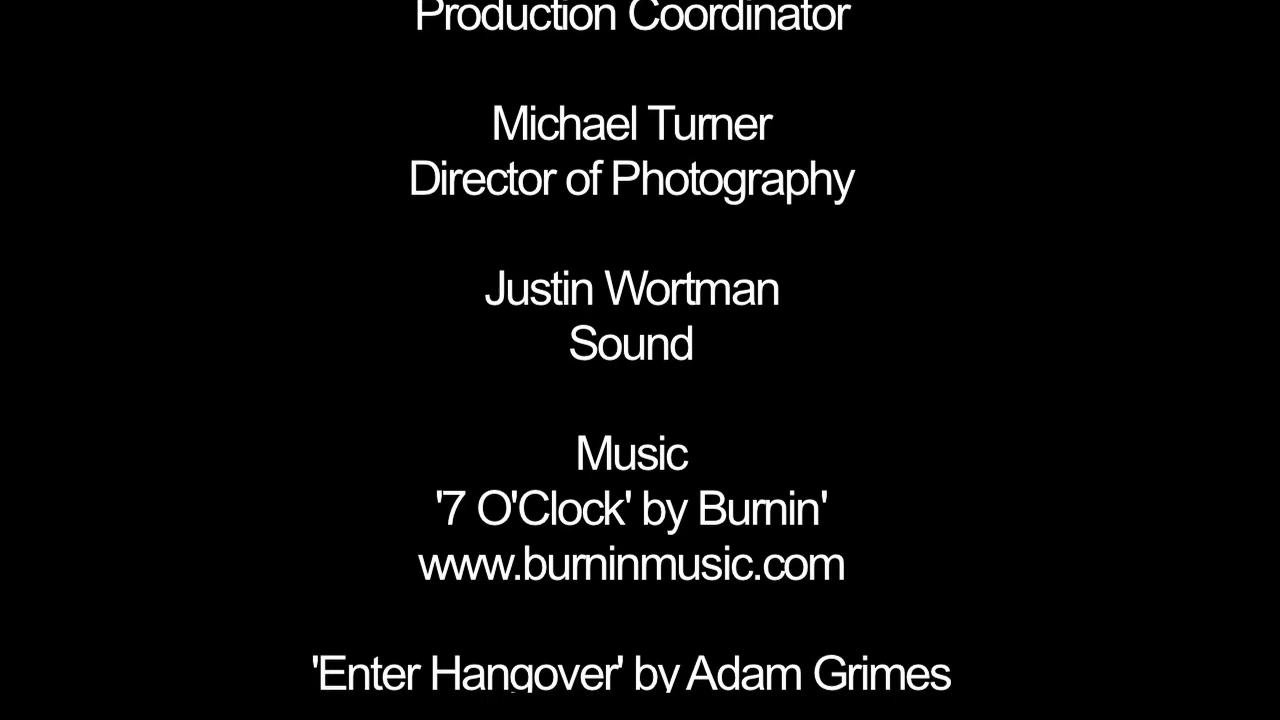 Production Coordinator
Michael Turner
Director of Photography
Justin Wortman
Sound
Music
'7 O'Clock' by Burnin'
www.burninmusic.com
'Enter Hangover' by Adam Grimes